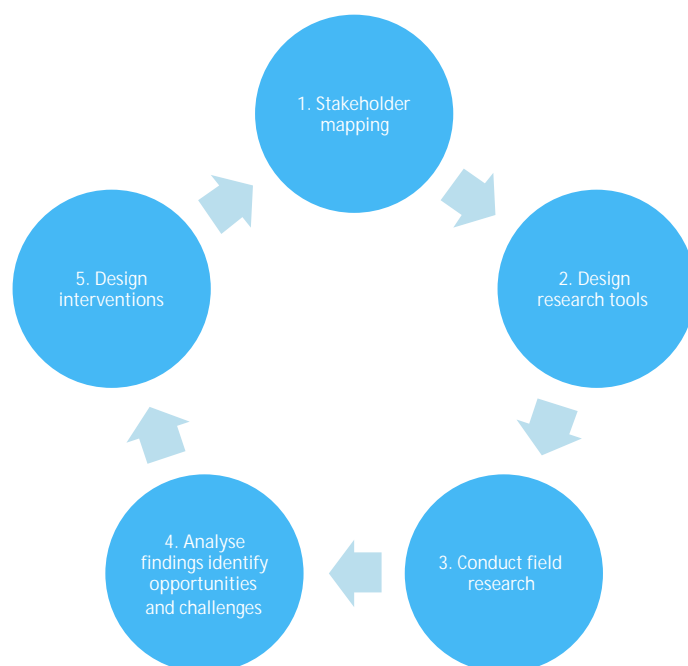 1. Stakeholder
mapping
2. Design
research tools
3. Conduct field
research
4. Analyse
findings identify
opportunities
and challenges
5. Design
interventions